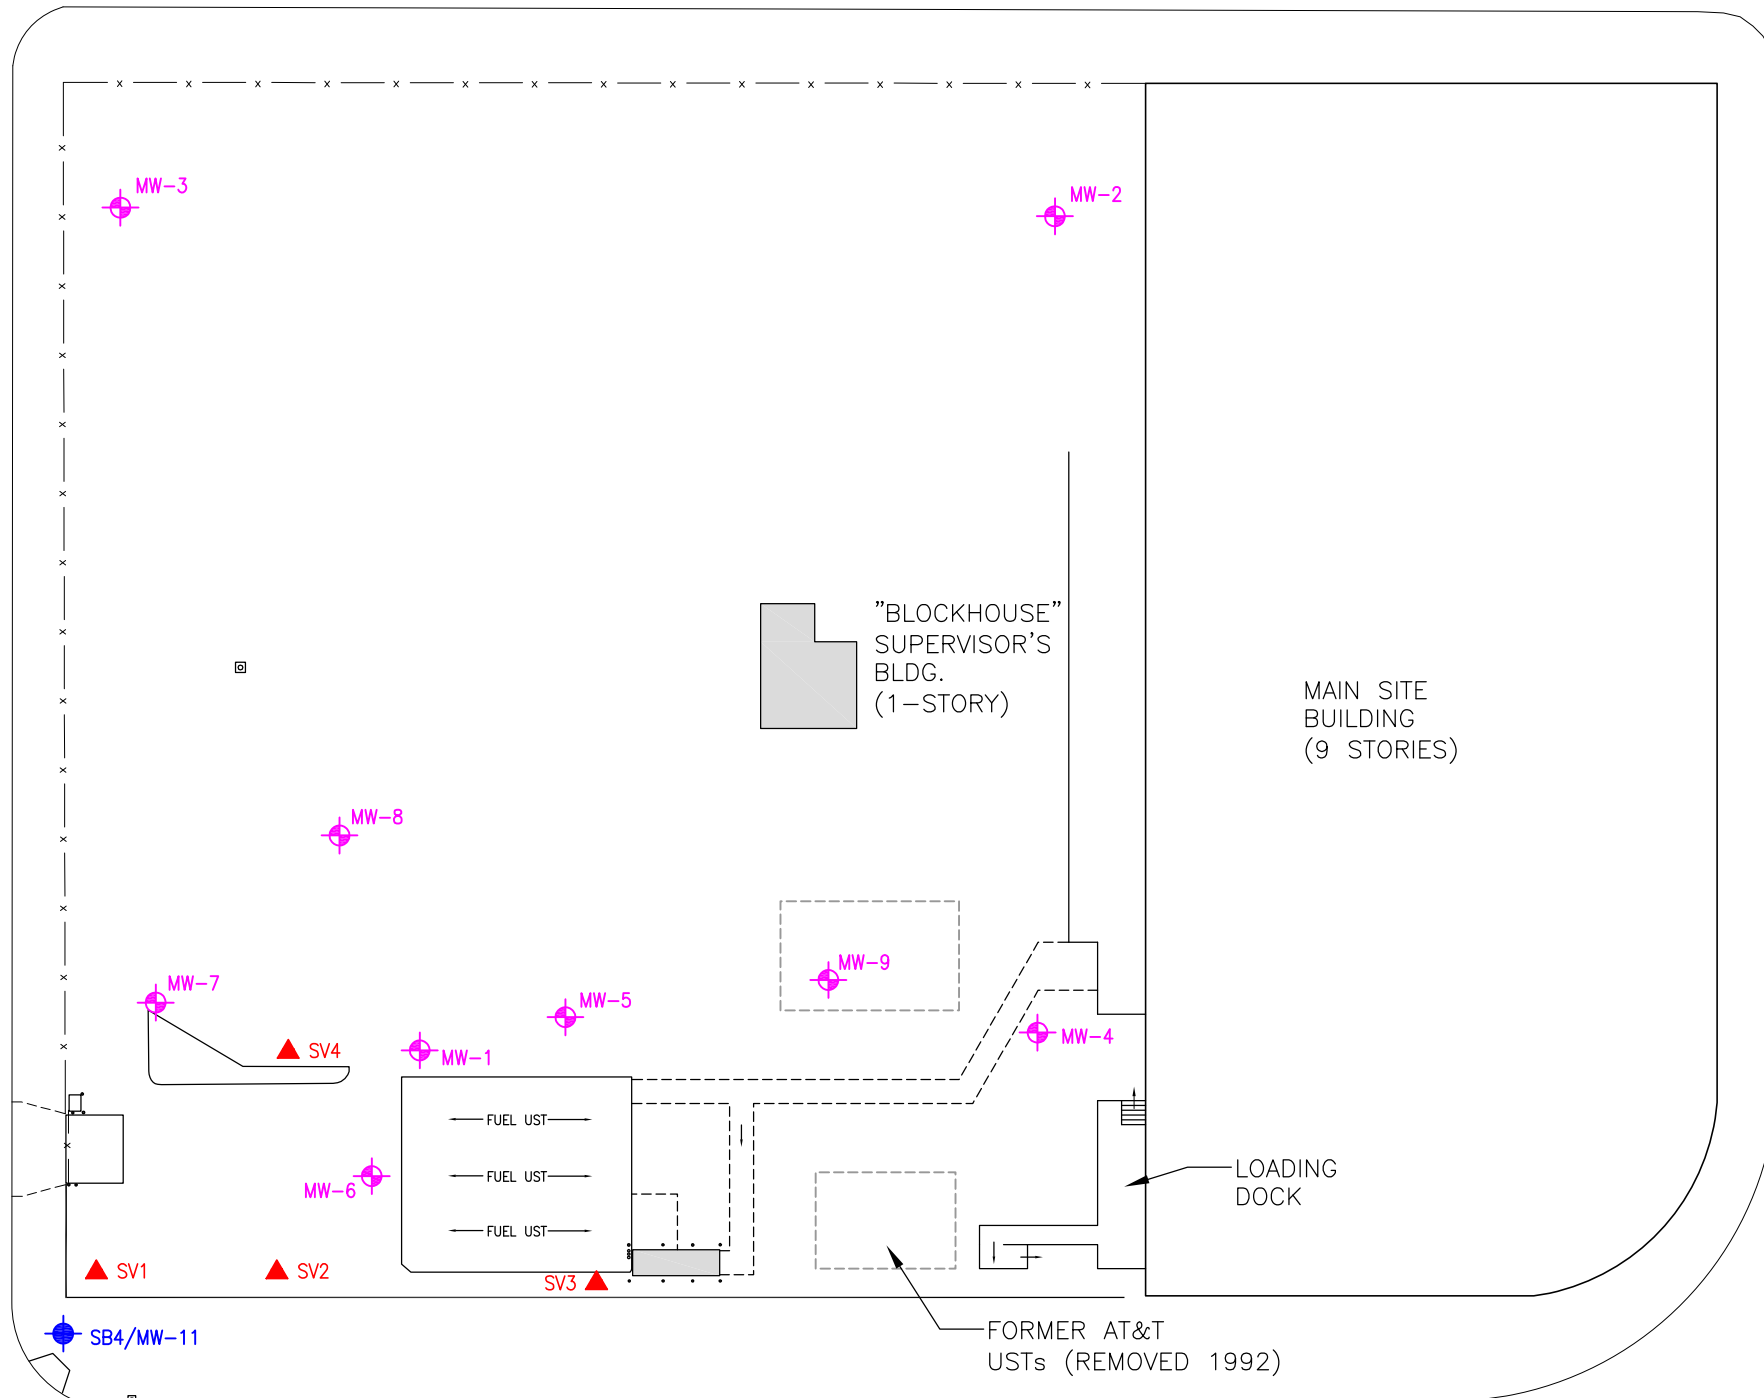 MW-3
MW-2
"BLOCKHOUSE"
SUPERVISOR'S
BLDG.
(1-STORY)
MAIN SITE
BUILDING
(9 STORIES)
MW-8
MW-9
MW-7
MW-5
MW-4
SV4
MW-1
FUEL UST
FUEL UST
MW-6
FUEL UST
LOADING
DOCK
SV1
SV2
SV3
SB4/MW-11
FORMER AT&T
USTs (REMOVED 1992)